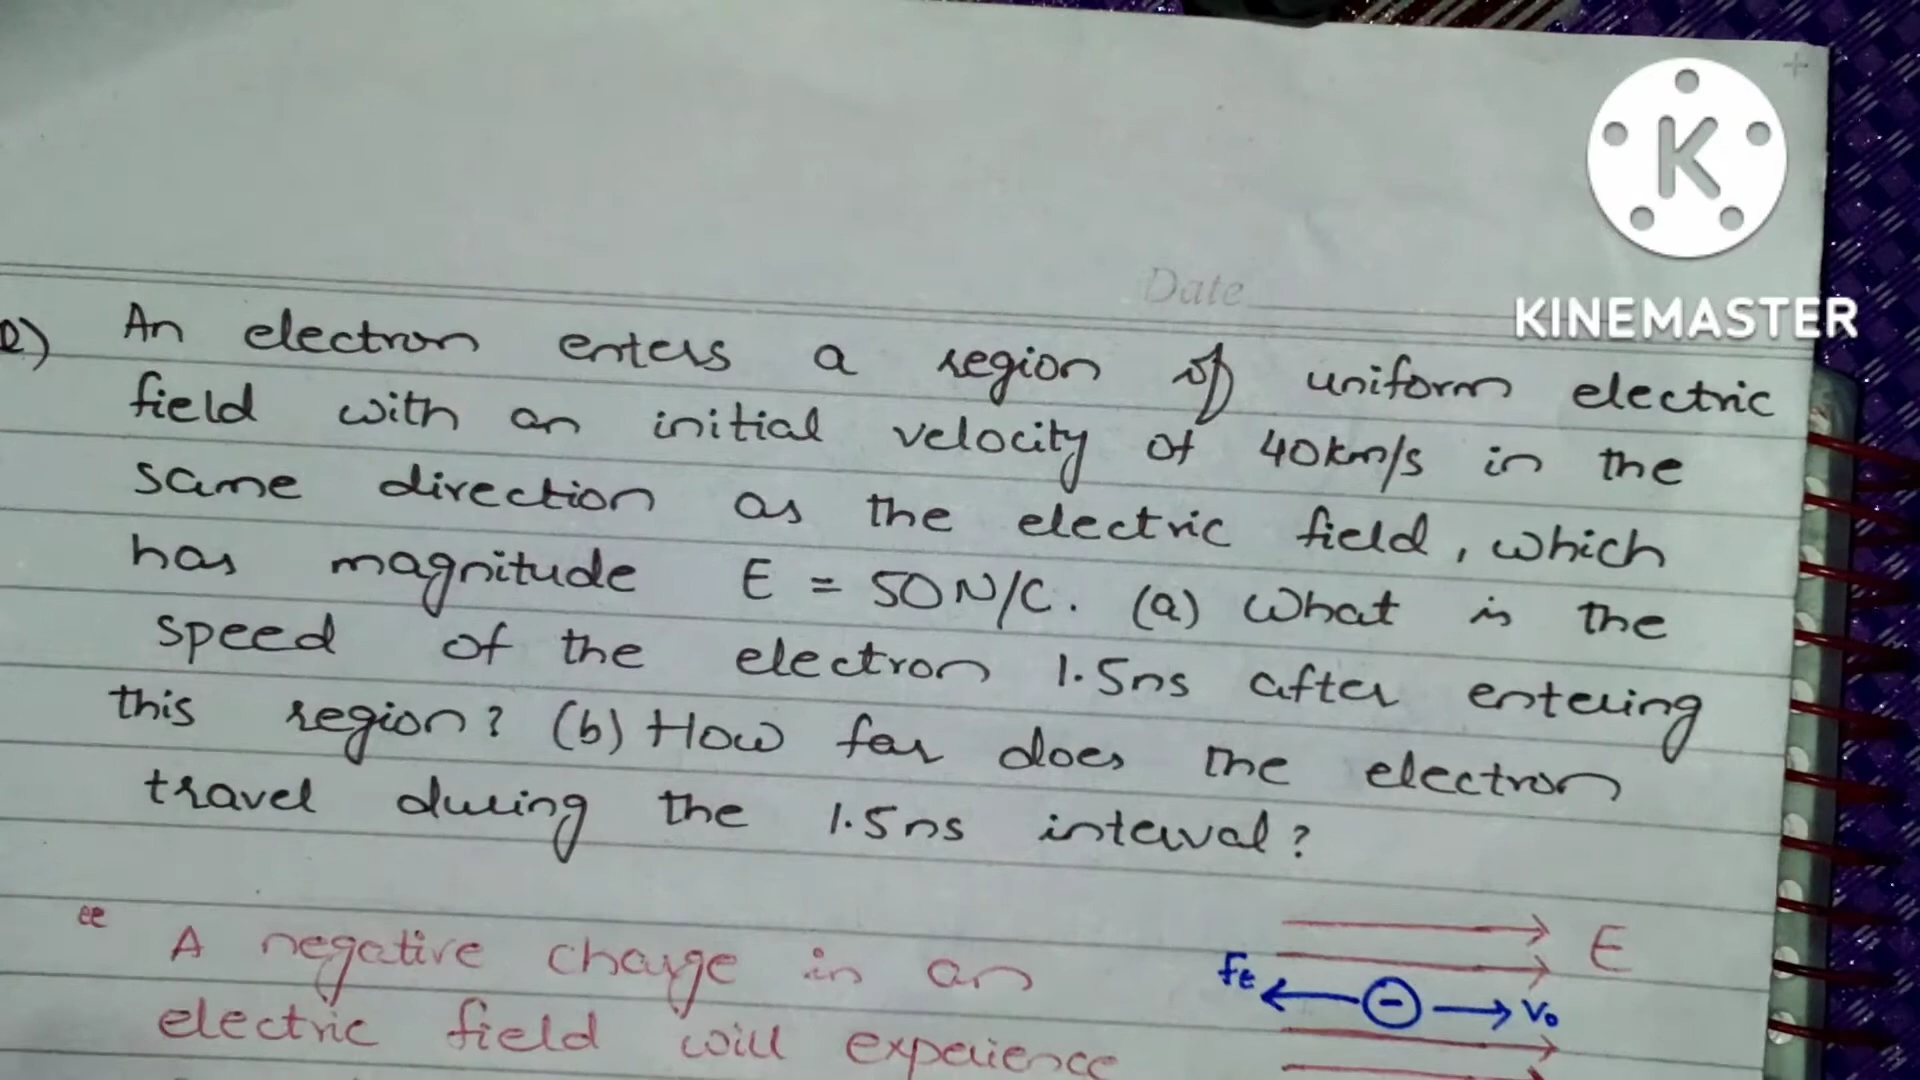 Date
KINEMASTER
Q) An electron enters a region of uniform electric
field with an initial velocity of 40km/s in the
same direction as the electric field, which
has magnitude E = 50N/C. (a) What is the
speed of the electron 1.5ns after entering
this region? (b) How far does the electron
travel during the 1.5ns interval?
ee
A negative charge in an
electric field will experience
E
FE
-
v₀